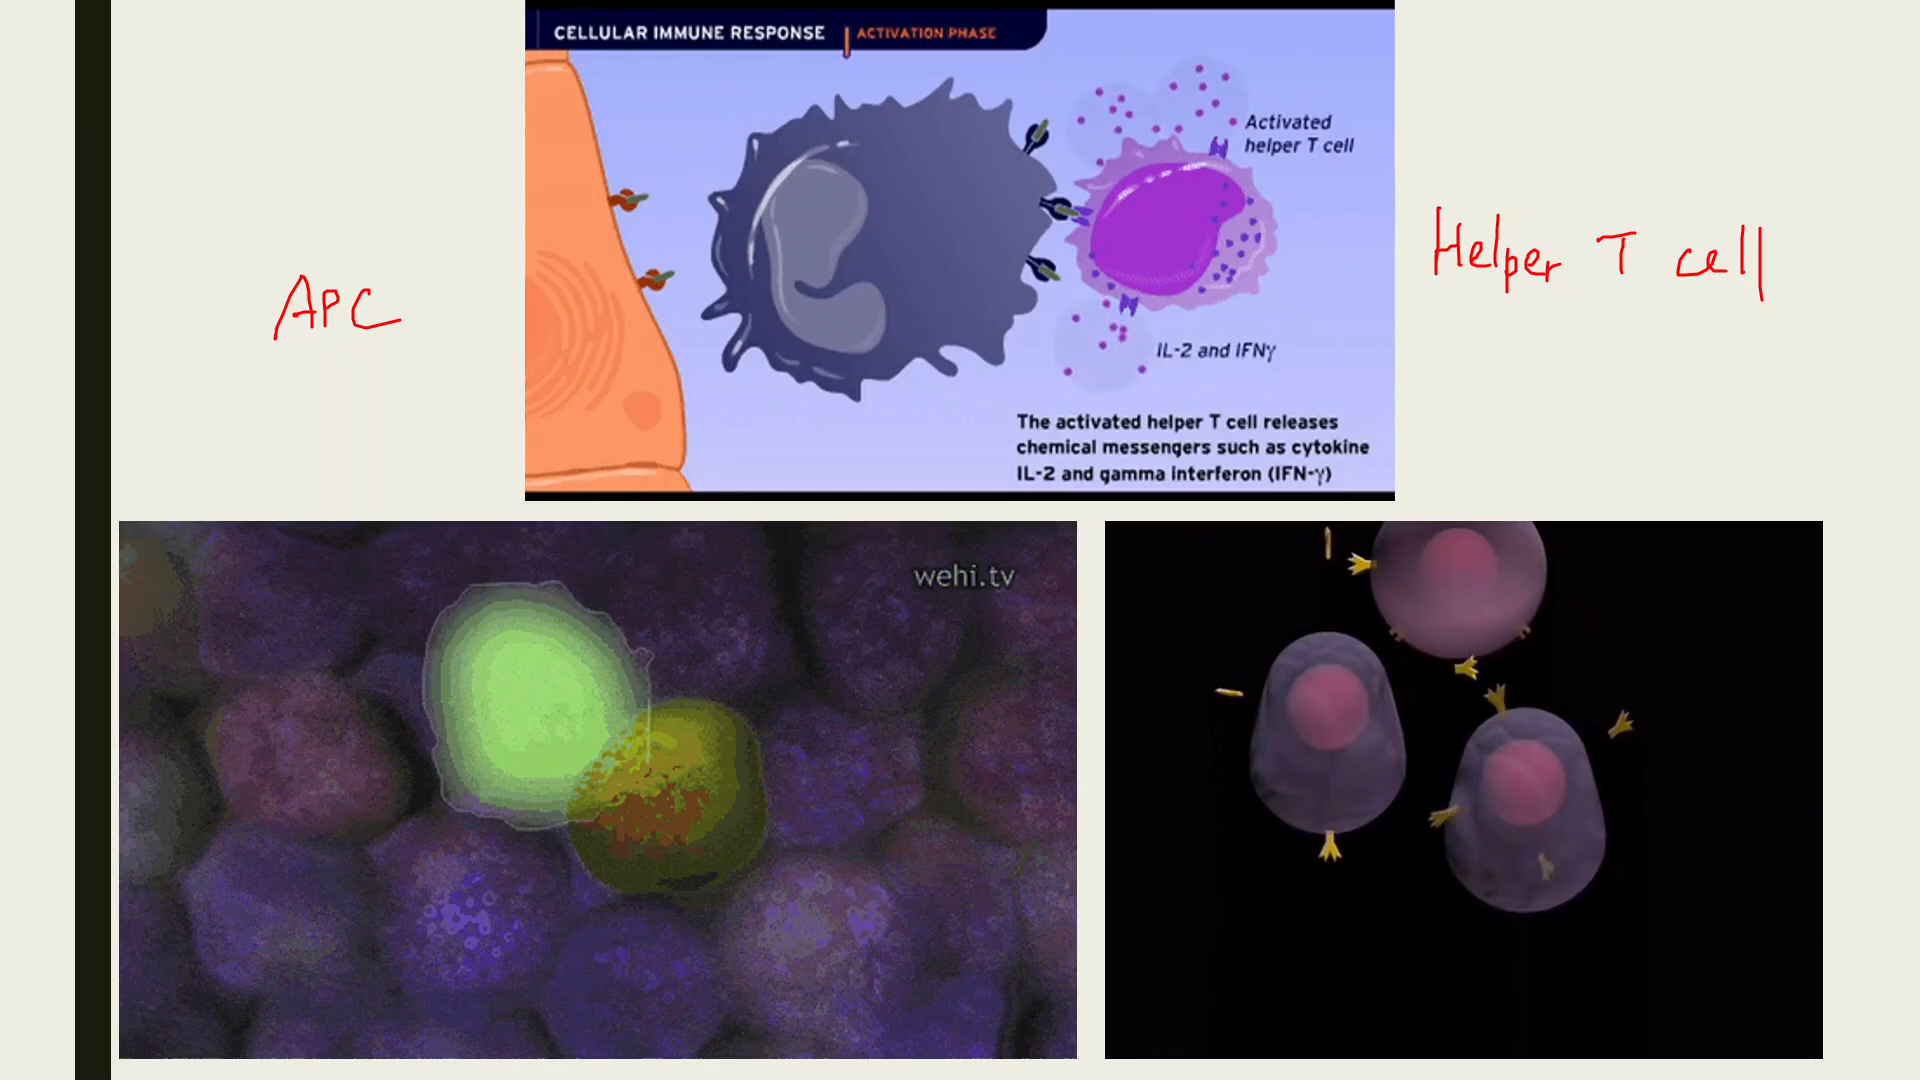 CELLULAR IMMUNE RESPONSE ACTIVATION PHASE
Activated
helper T cell
Helper T cell
APC
IL-2 and IFNγ
The activated helper T cell releases
chemical messengers such as cytokine
IL-2 and gamma interferon (IFN-γ)
wehi.tv